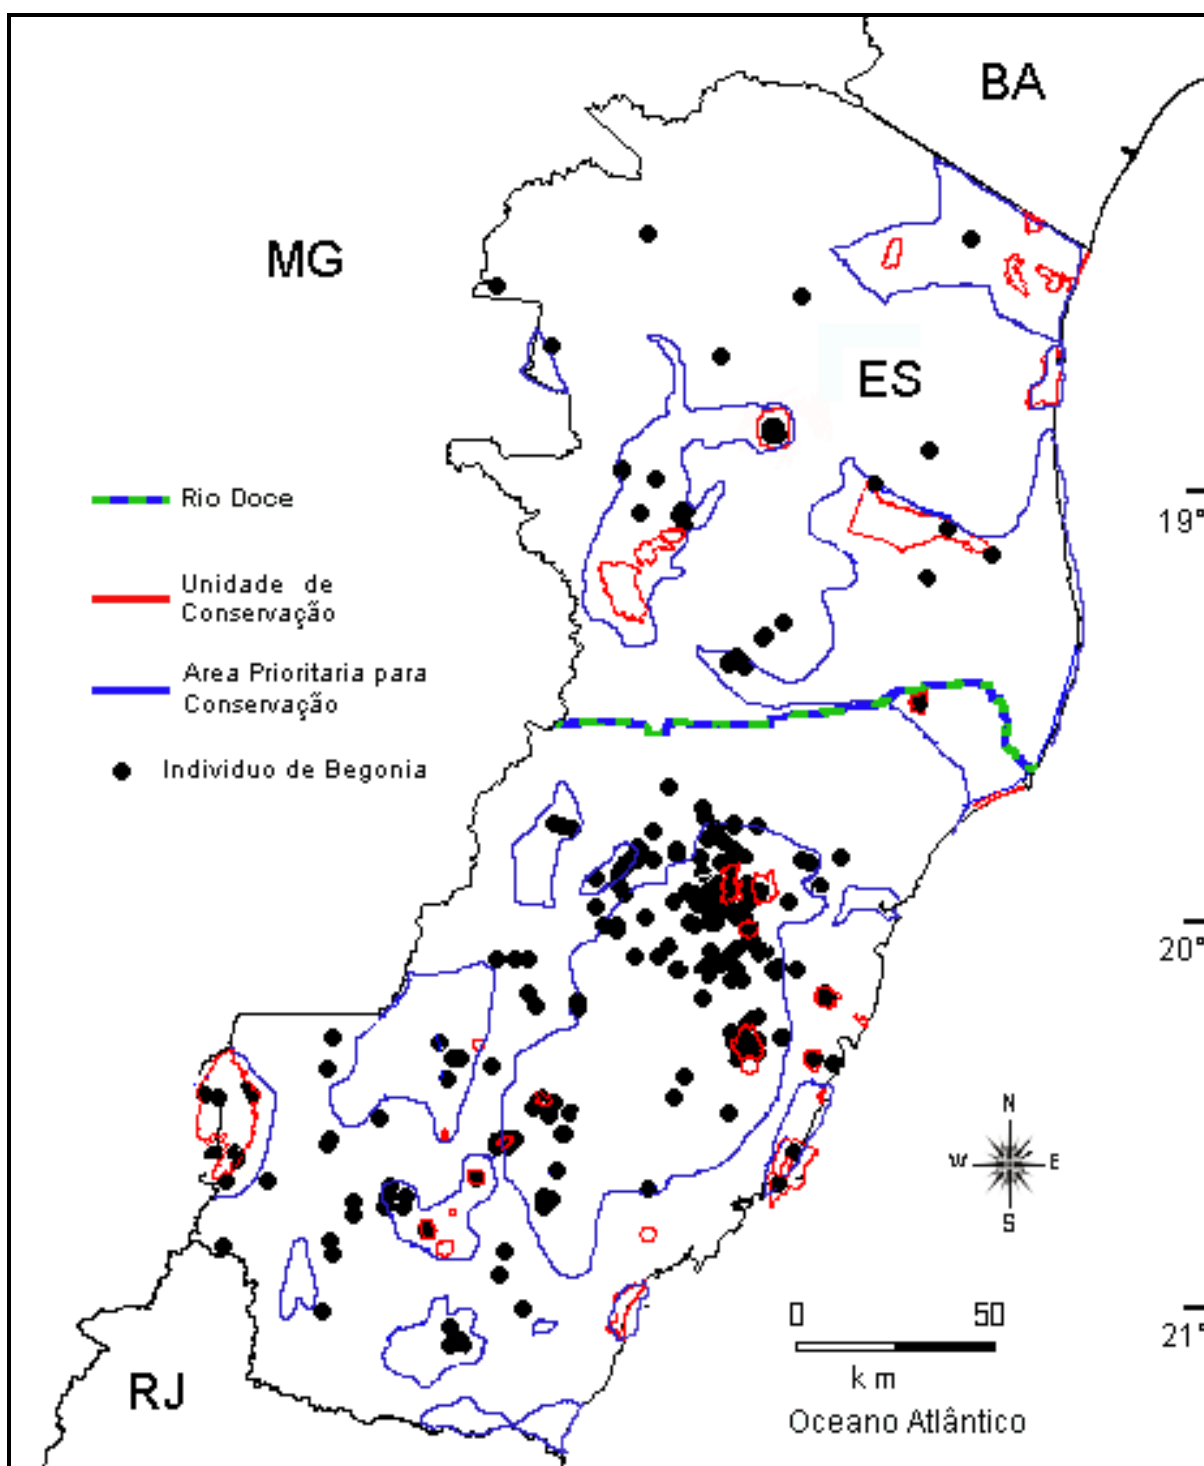 BA
MG
ES
Rio Doce
19°
Unidade de
Conservação
Area Prioritaria para
Conservação
Individuo de Begonia
20°
N
W E
S
0 50
km
21°
RJ
Oceano Atlântico